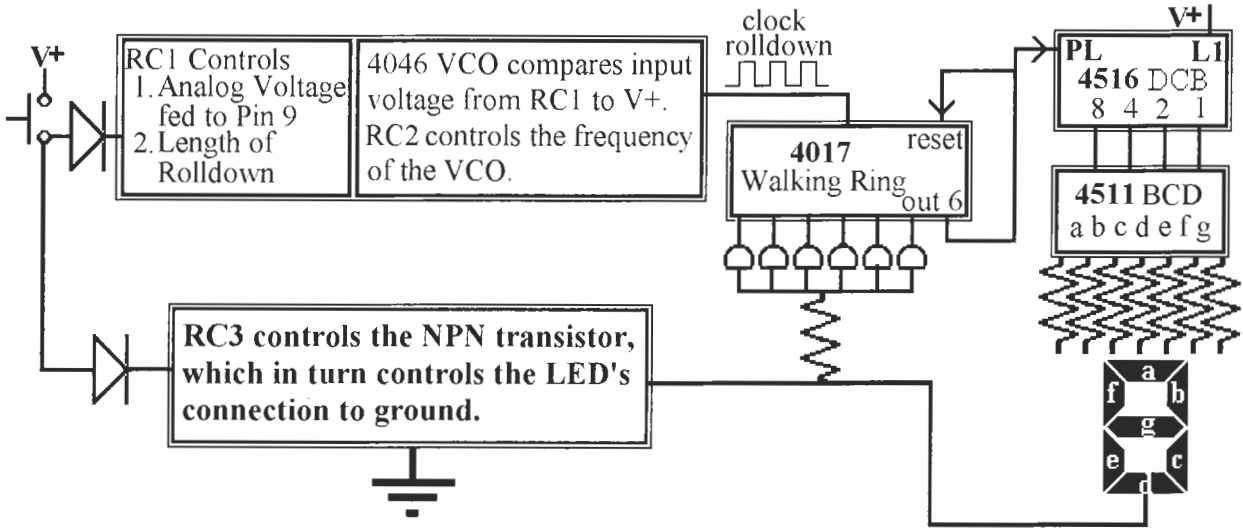 V+
RC1 Controls
1. Analog Voltage
fed to Pin 9
2. Length of
Rolldown
4046 VCO compares input
voltage from RC1 to V+.
RC2 controls the frequency
of the VCO.
clock
rolldown
4017
Walking Ring
reset
out 6
V+
PL L1
4516 DCB
8 4 2 1
4511 BCD
a b c d e f g
RC3 controls the NPN transistor,
which in turn controls the LED's
connection to ground.
a
f b
g
e c
d